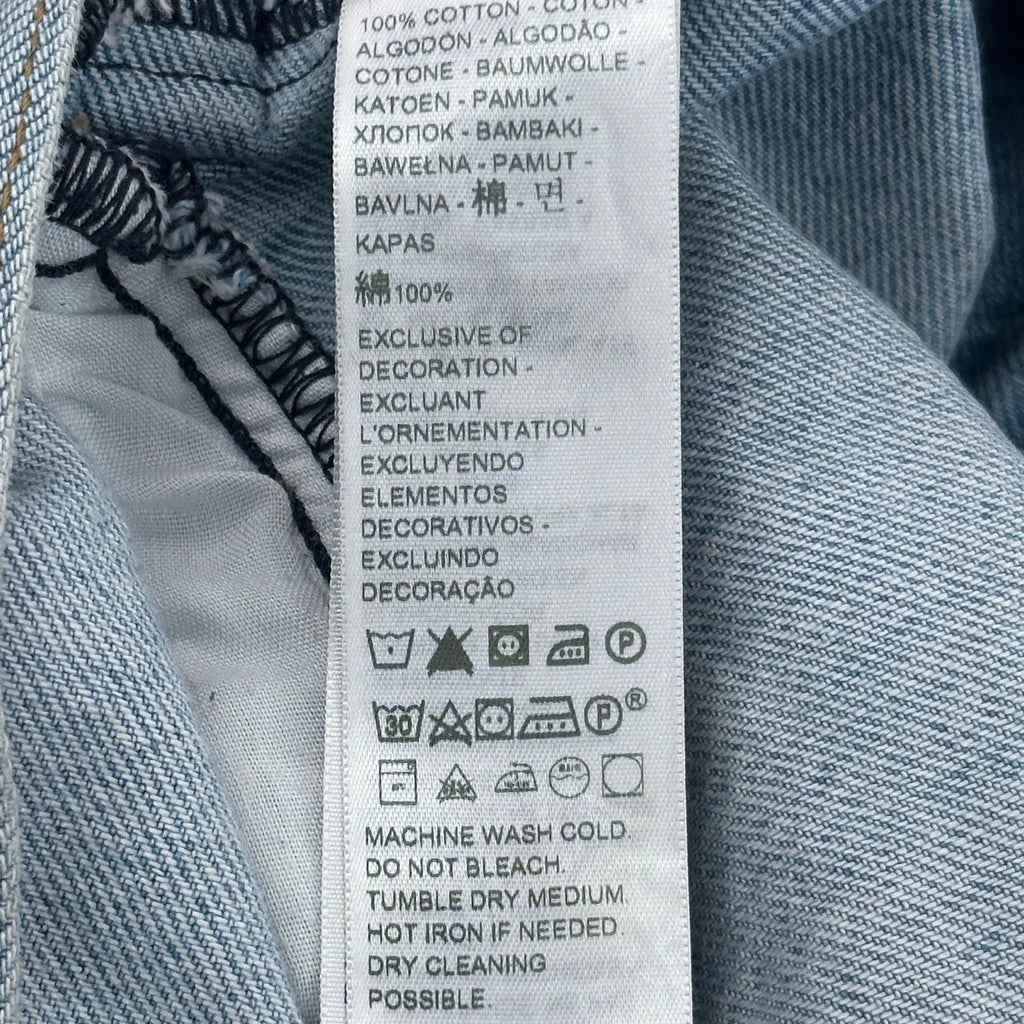 100% COTTON - COTON -
ALGODÓN - ALGODÃO -
COTONE - BAUMWOLLE -
KATOEN - PAMUK -
ХЛОПОК - BAMBAKI -
BAWEŁNA - PAMUT -
BAVLNA - 棉 - 면 -
KAPAS
綿100%
EXCLUSIVE OF
DECORATION -
EXCLUANT
L'ORNEMENTATION -
EXCLUYENDO
ELEMENTOS
DECORATIVOS -
EXCLUINDO
DECORAÇÃO
P
30 P®
MACHINE WASH COLD.
DO NOT BLEACH.
TUMBLE DRY MEDIUM.
HOT IRON IF NEEDED.
DRY CLEANING
POSSIBLE.